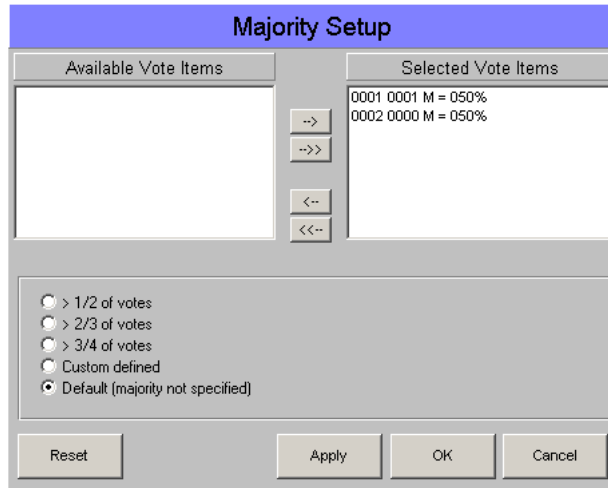 Majority Setup
Available Vote Items
Selected Vote Items
0001 0001 M = 050%
0002 0000 M = 050%
-->
-->>
<--
<<--
> 1/2 of votes
> 2/3 of votes
> 3/4 of votes
Custom defined
Default (majority not specified)
Reset
Apply
OK
Cancel